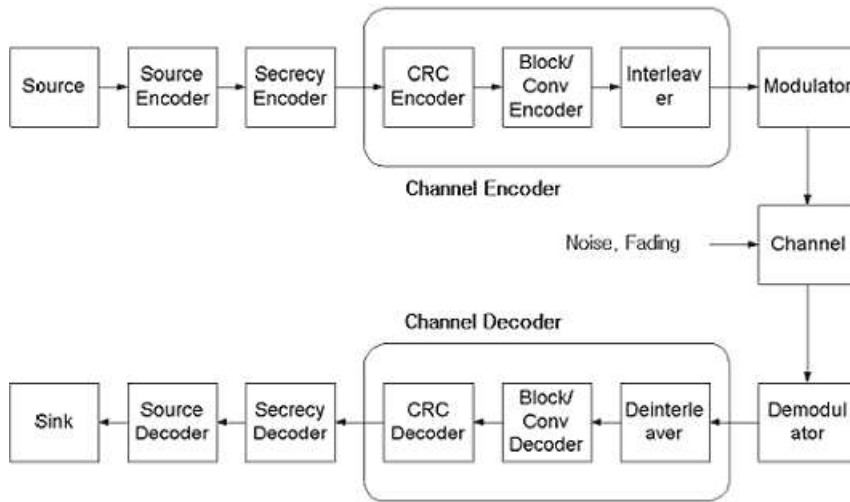 Source
Source
Encoder
Secrecy
Encoder
CRC
Encoder
Block/
Conv
Encoder
Interleav
er
Modulator
Channel Encoder
Noise, Fading
Channel
Channel Decoder
Sink
Source
Decoder
Secrecy
Decoder
CRC
Decoder
Block/
Conv
Decoder
Deinterle
aver
Demodul
ator